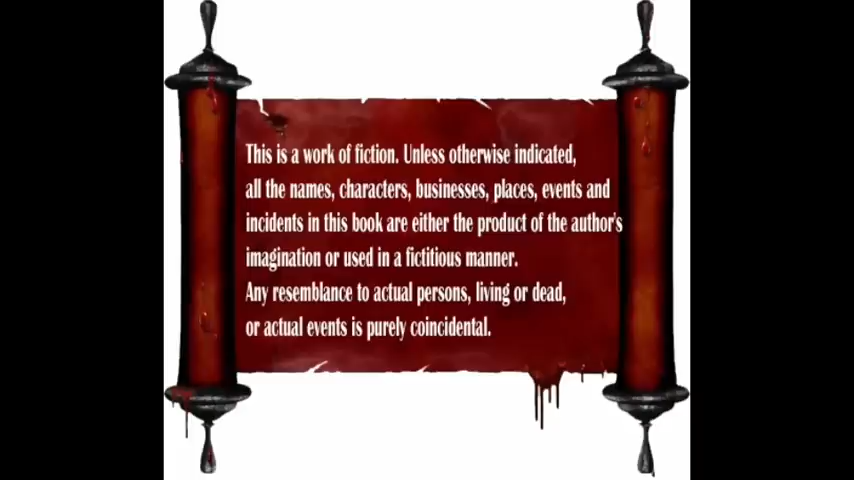 This is a work of fiction. Unless otherwise indicated,
all the names, characters, businesses, places, events and
incidents in this book are either the product of the author's
imagination or used in a fictitious manner.
Any resemblance to actual persons, living or dead,
or actual events is purely coincidental.